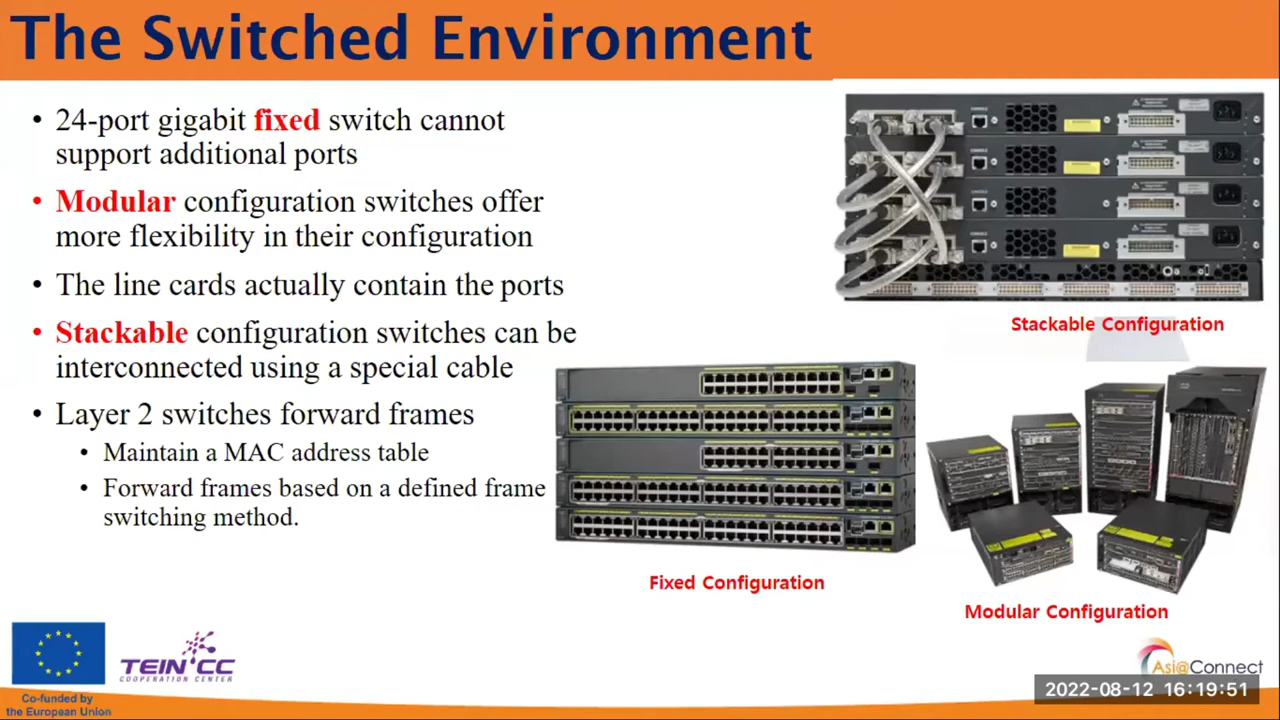 The Switched Environment
• 24-port gigabit fixed switch cannot
support additional ports
• Modular configuration switches offer
more flexibility in their configuration
• The line cards actually contain the ports
• Stackable configuration switches can be
interconnected using a special cable
• Layer 2 switches forward frames
• Maintain a MAC address table
• Forward frames based on a defined frame
switching method.
Stackable Configuration
Fixed Configuration
Modular Configuration
TEIN*CC
COOPERATION CENTER
Co-funded by
the European Union
Asi@Connect
2022-08-12 16:19:51